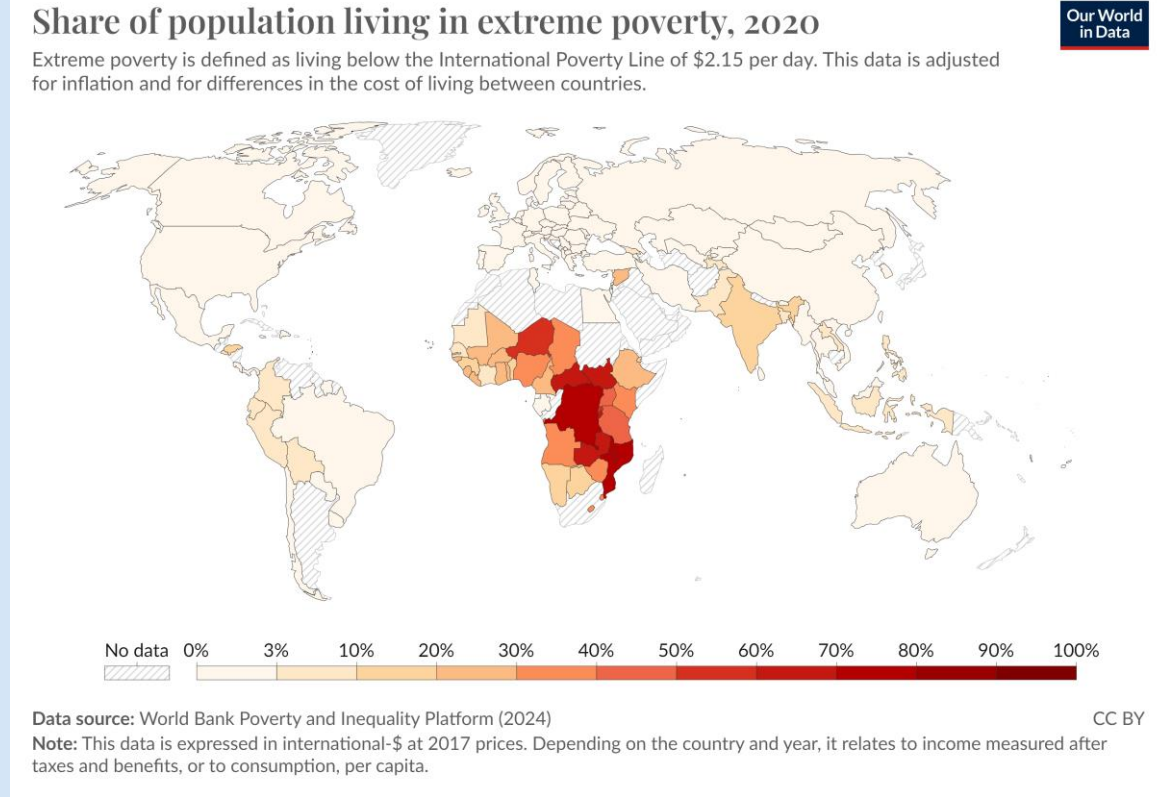 Share of population living in extreme poverty, 2020
Our World
in Data
Extreme poverty is defined as living below the International Poverty Line of $2.15 per day. This data is adjusted
for inflation and for differences in the cost of living between countries.
No data 0% 3% 10% 20% 30% 40% 50% 60% 70% 80% 90% 100%
Data source: World Bank Poverty and Inequality Platform (2024)
CC BY
Note: This data is expressed in international-$ at 2017 prices. Depending on the country and year, it relates to income measured after
taxes and benefits, or to consumption, per capita.